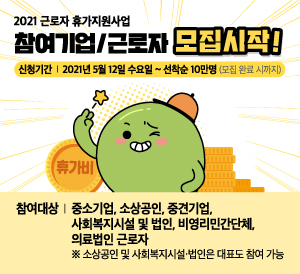 2021 근로자 휴가지원사업
참여기업/근로자 모집시작!
신청기간 | 2021년 5월 12일 수요일 ~ 선착순 10만명 (모집 완료 시까지)
휴가비
참여대상 | 중소기업, 소상공인, 중견기업,
사회복지시설 및 법인, 비영리민간단체,
의료법인 근로자
※ 소상공인 및 사회복지시설·법인은 대표도 참여 가능